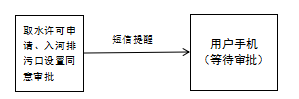 取水许可申
请、入河排
污口设置同
意审批
短信提醒
用户手机
（等待审批）